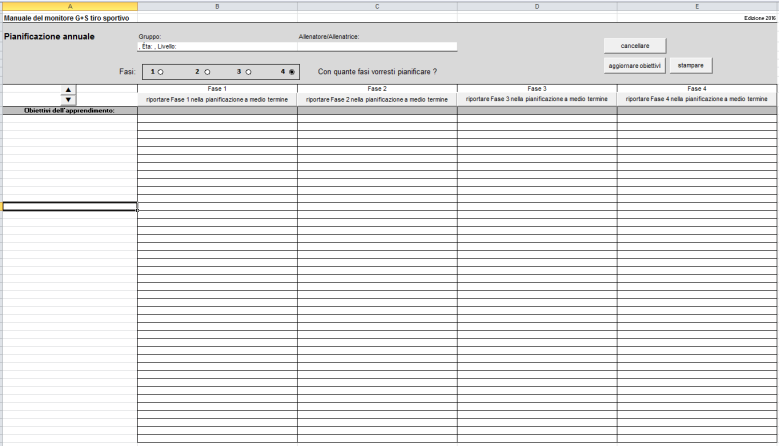 A B C D E
Manuale del monitore G+S tiro sportivo Edizione 2016
Pianificazione annuale Gruppo: Allenatore/Allenatrice:
, Età: , Livello: cancellare
aggiornare obiettivi stampare
Fasi: 1 2 3 4 Con quante fasi vorresti pianificare ?
Fase 1 Fase 2 Fase 3 Fase 4
riportare Fase 1 nella pianificazione a medio termine riportare Fase 2 nella pianificazione a medio termine riportare Fase 3 nella pianificazione a medio termine riportare Fase 4 nella pianificazione a medio termine
Obiettivi dell'apprendimento: